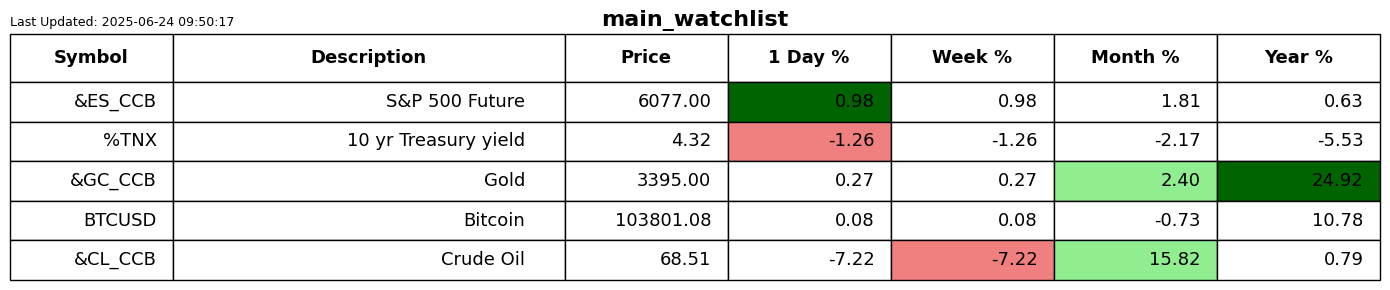 Last Updated: 2025-06-24 09:50:17
main_watchlist
Symbol Description Price 1 Day % Week % Month % Year %
&ES_CCB S&P 500 Future 6077.00 0.98 0.98 1.81 0.63
%TNX 10 yr Treasury yield 4.32 -1.26 -1.26 -2.17 -5.53
&GC_CCB Gold 3395.00 0.27 0.27 2.40 24.92
BTCUSD Bitcoin 103801.08 0.08 0.08 -0.73 10.78
&CL_CCB Crude Oil 68.51 -7.22 -7.22 15.82 0.79